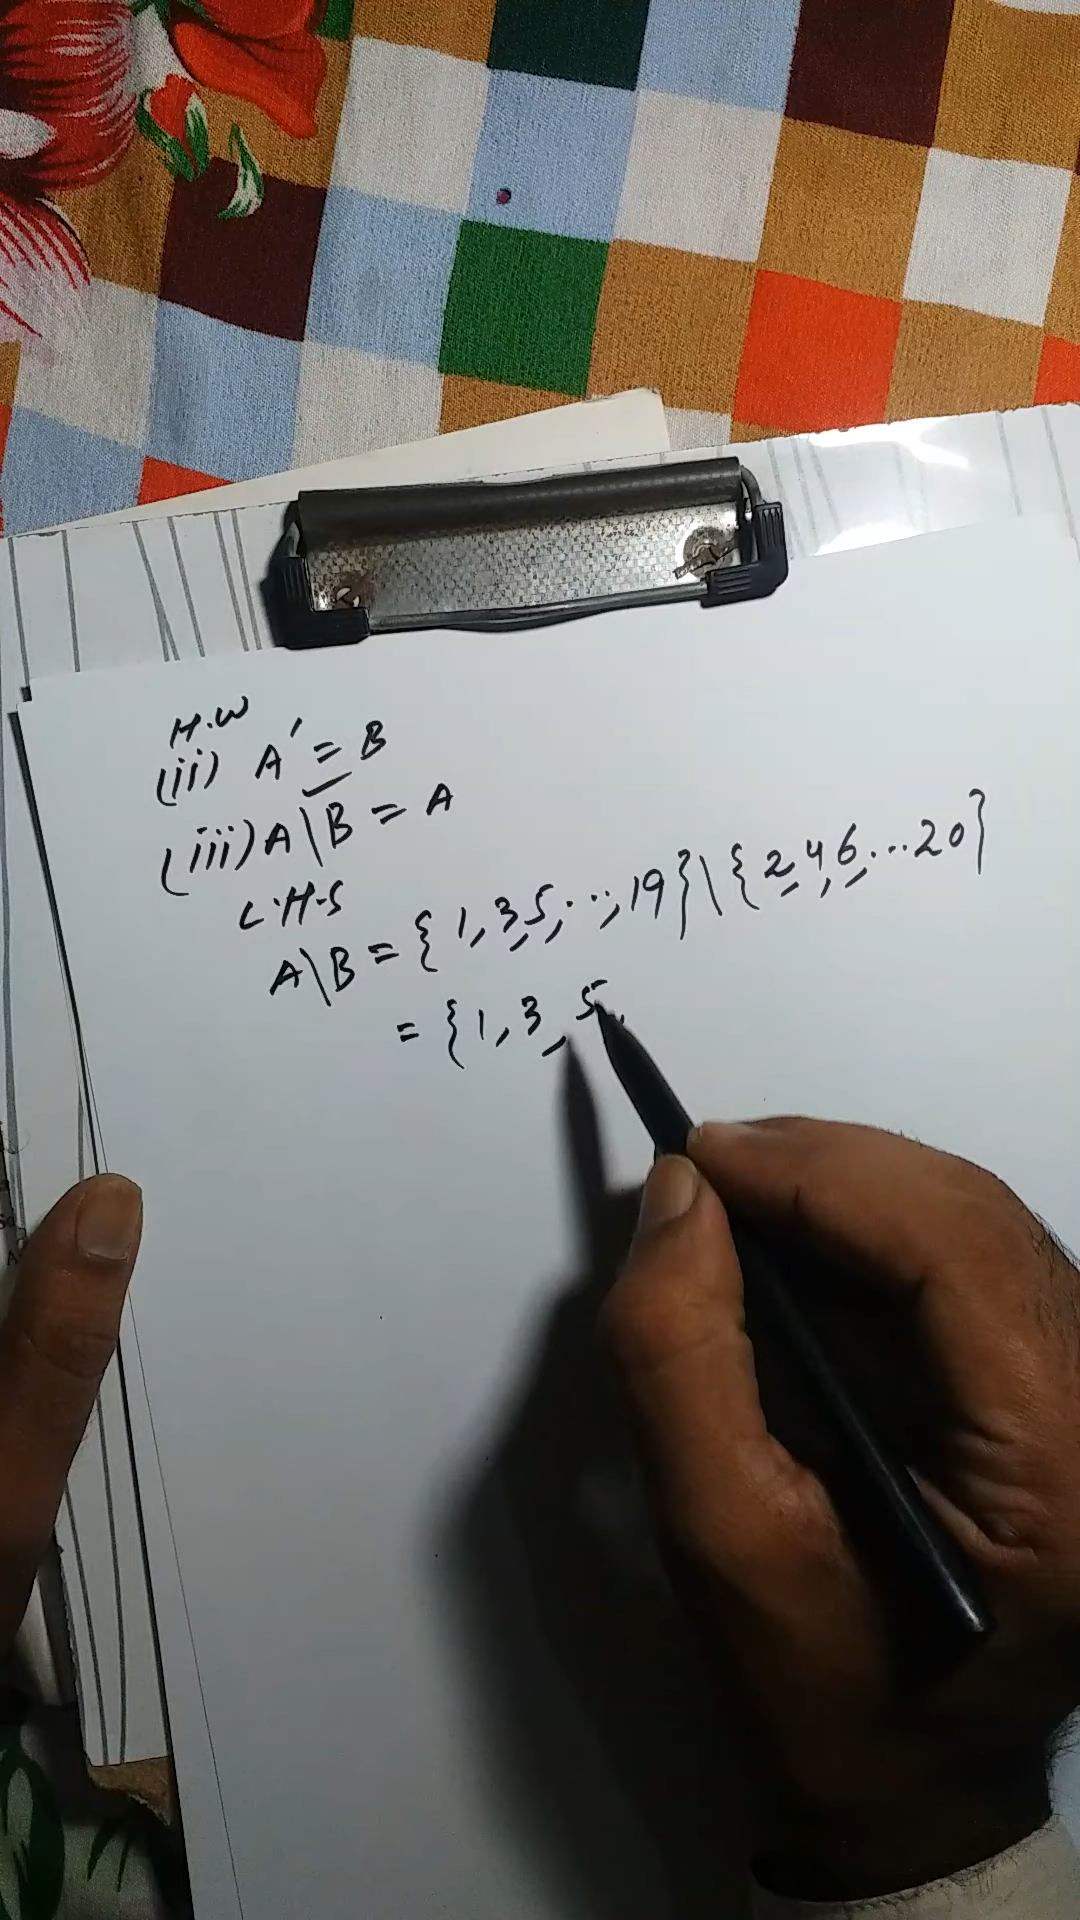 H.W
(ii) A' = B
(iii) A\B = A
L.H.S
A\B = {1,3,5,...,19}\{2,4,6,...20}
= {1,3,5,